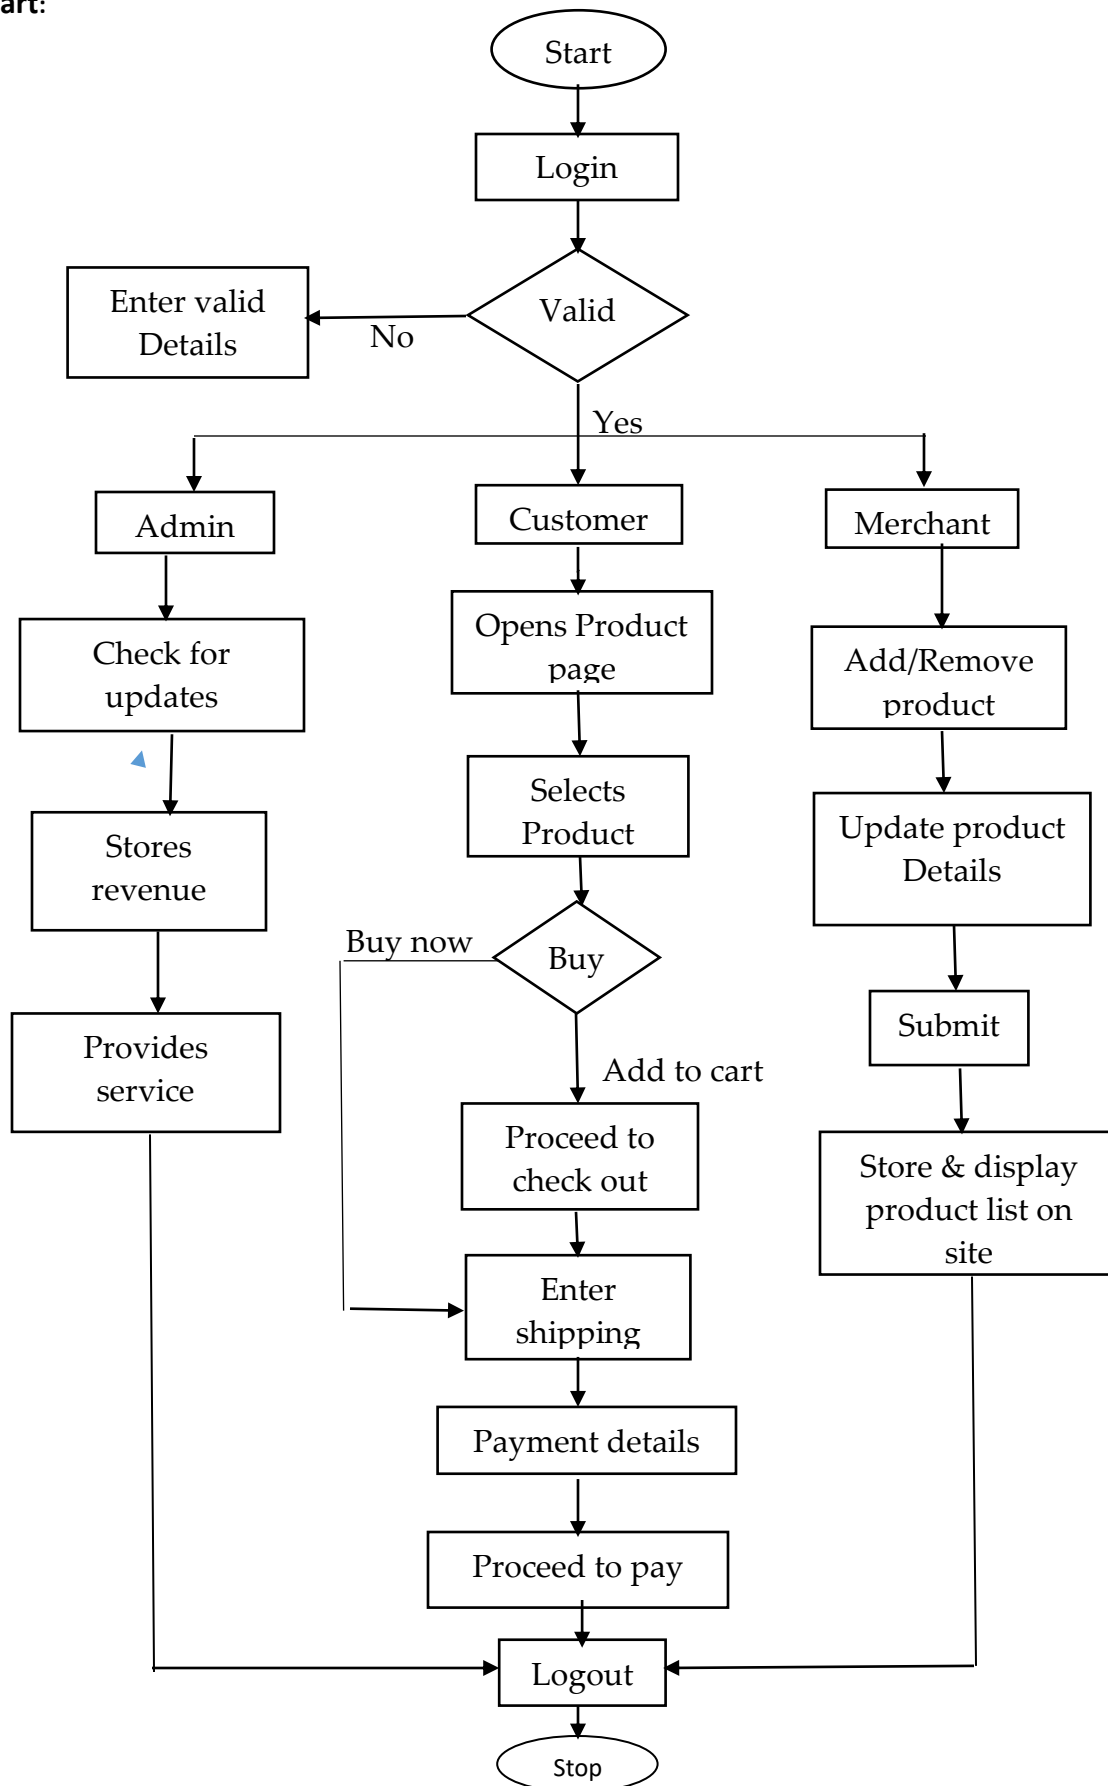 art:
Start
Login
Valid
Enter valid
Details
No
Yes
Admin
Customer
Merchant
Check for
updates
Opens Product
page
Add/Remove
product
Stores
revenue
Selects
Product
Update product
Details
Buy now
Buy
Submit
Provides
service
Add to cart
Proceed to
check out
Store & display
product list on
site
Enter
shipping
Payment details
Proceed to pay
Logout
Stop